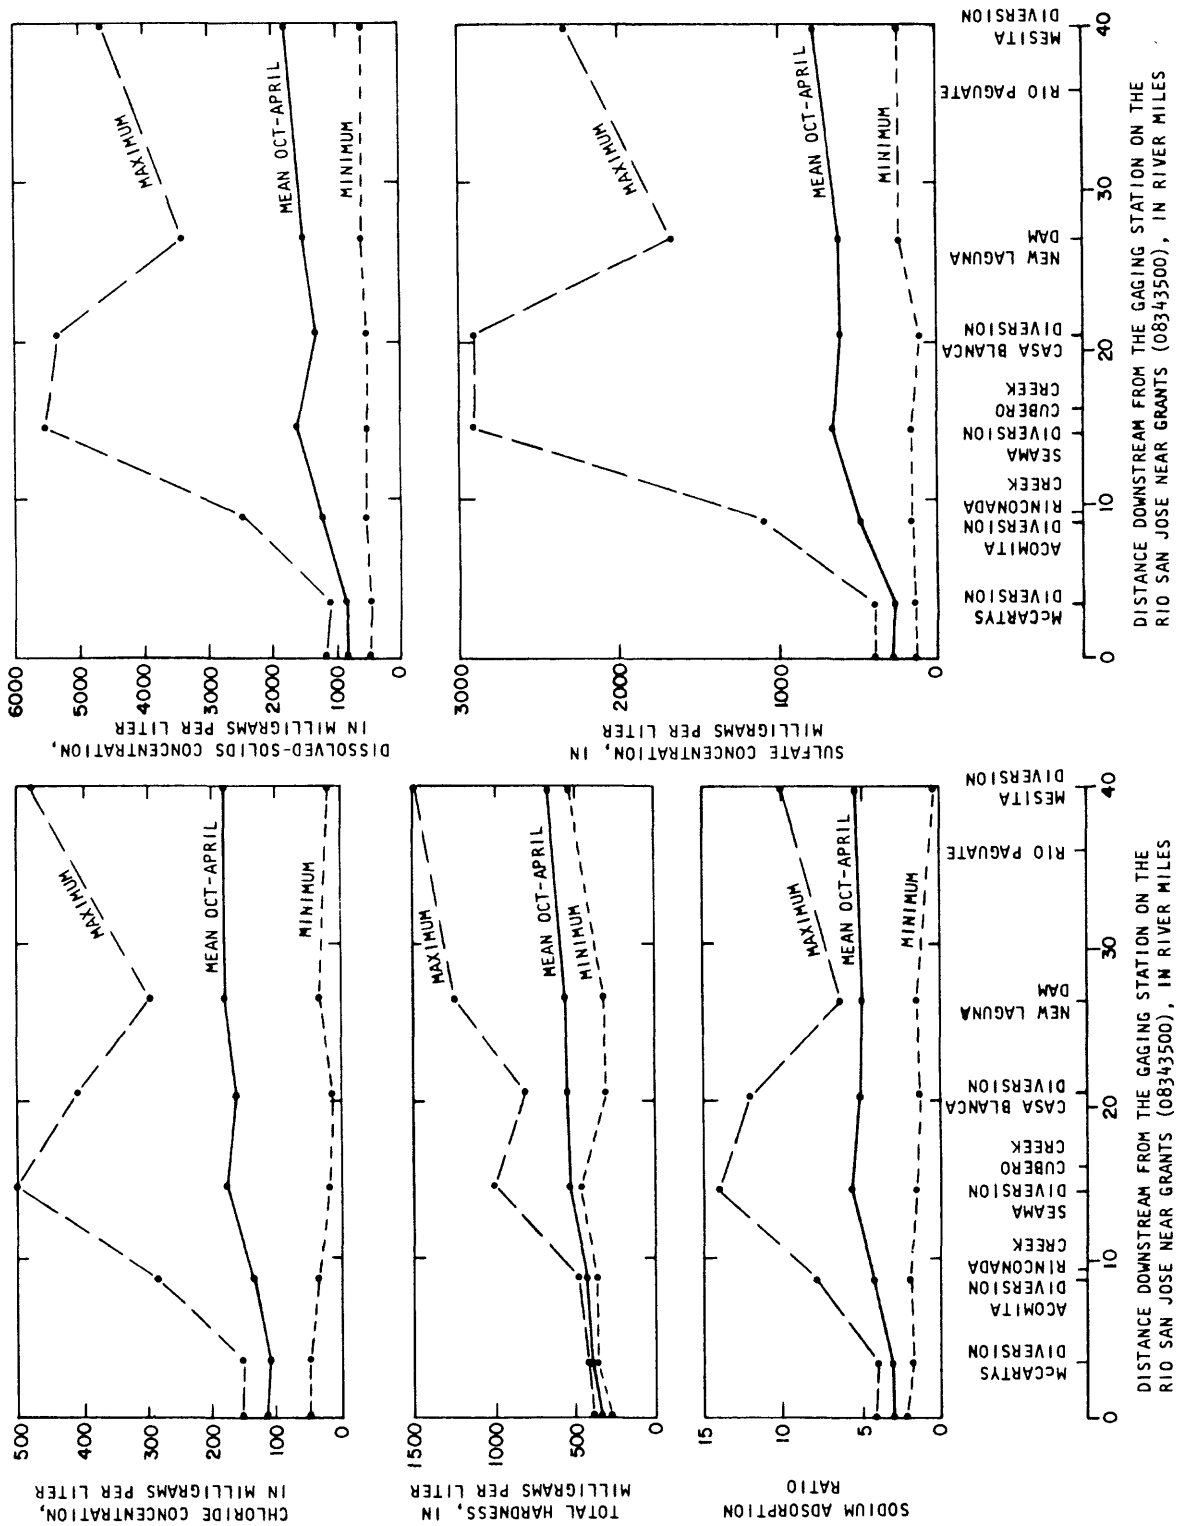 CHLORIDE CONCENTRATION,
IN MILLIGRAMS PER LITER
500
400
300
200
100
0
MAXIMUM
MEAN OCT-APRIL
MINIMUM
TOTAL HARDNESS, IN
MILLIGRAMS PER LITER
1500
1000
500
0
MAXIMUM
MEAN OCT-APRIL
MINIMUM
SODIUM ADSORPTION
RATIO
15
10
5
0
MAXIMUM
MEAN OCT-APRIL
MINIMUM
McCARTYS
DIVERSION
ACOMITA
DIVERSION
RINCONADA
CREEK
SEAMA
DIVERSION
CUBERO
CREEK
CASA BLANCA
DIVERSION
NEW LAGUNA
DAM
RIO PAGUATE
MESITA
DIVERSION
0
10
20
30
40
DISTANCE DOWNSTREAM FROM THE GAGING STATION ON THE
RIO SAN JOSE NEAR GRANTS (08343500), IN RIVER MILES
DISSOLVED-SOLIDS CONCENTRATION,
IN MILLIGRAMS PER LITER
6000
5000
4000
3000
2000
1000
0
MAXIMUM
MEAN OCT-APRIL
MINIMUM
SULFATE CONCENTRATION, IN
MILLIGRAMS PER LITER
3000
2000
1000
0
MAXIMUM
MEAN OCT-APRIL
MINIMUM
McCARTYS
DIVERSION
ACOMITA
DIVERSION
RINCONADA
CREEK
SEAMA
DIVERSION
CUBERO
CREEK
CASA BLANCA
DIVERSION
NEW LAGUNA
DAM
RIO PAGUATE
MESITA
DIVERSION
0
10
20
30
40
DISTANCE DOWNSTREAM FROM THE GAGING STATION ON THE
RIO SAN JOSE NEAR GRANTS (08343500), IN RIVER MILES